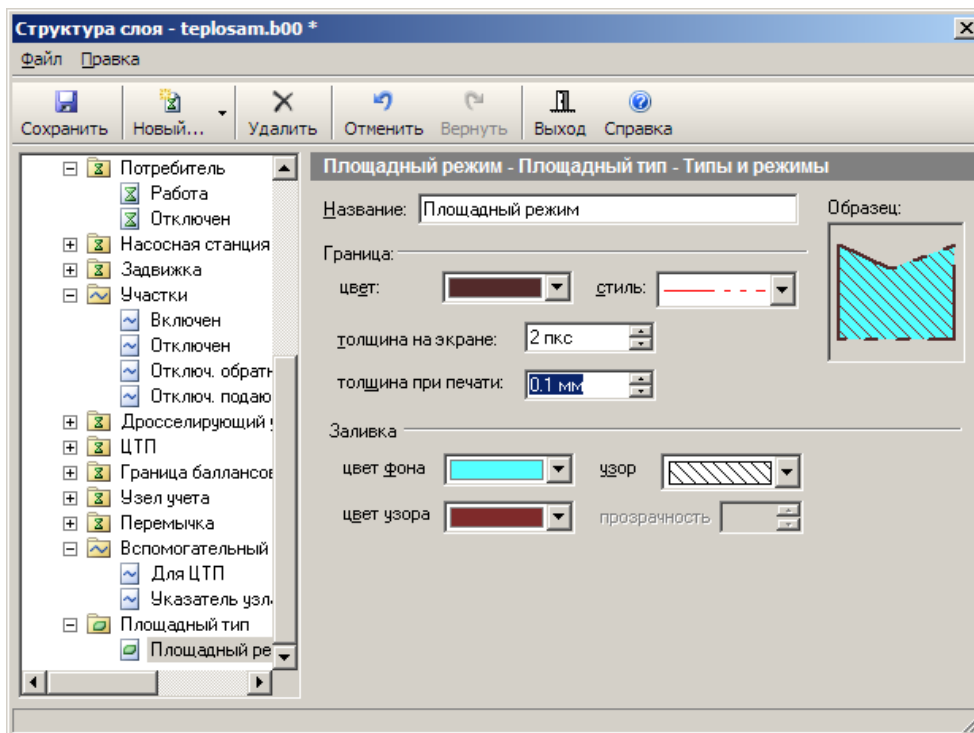 Структура слоя - teplosam.b00 *
Файл Правка
Сохранить Новый... Удалить Отменить Вернуть Выход Справка
Потребитель
Работа
Отключен
Насосная станция
Задвижка
Участки
Включен
Отключен
Отключ. обратн
Отключ. подаю
Дросселирующий у
ЦТП
Граница баллансов
Узел учета
Перемычка
Вспомогательный
Для ЦТП
Указатель узла
Площадный тип
Площадный ре
Площадный режим - Площадный тип - Типы и режимы
Название: Площадный режим
Образец:
Граница:
цвет: стиль:
толщина на экране: 2 пкс
толщина при печати: 0.1 мм
Заливка
цвет фона узор
цвет узора прозрачность